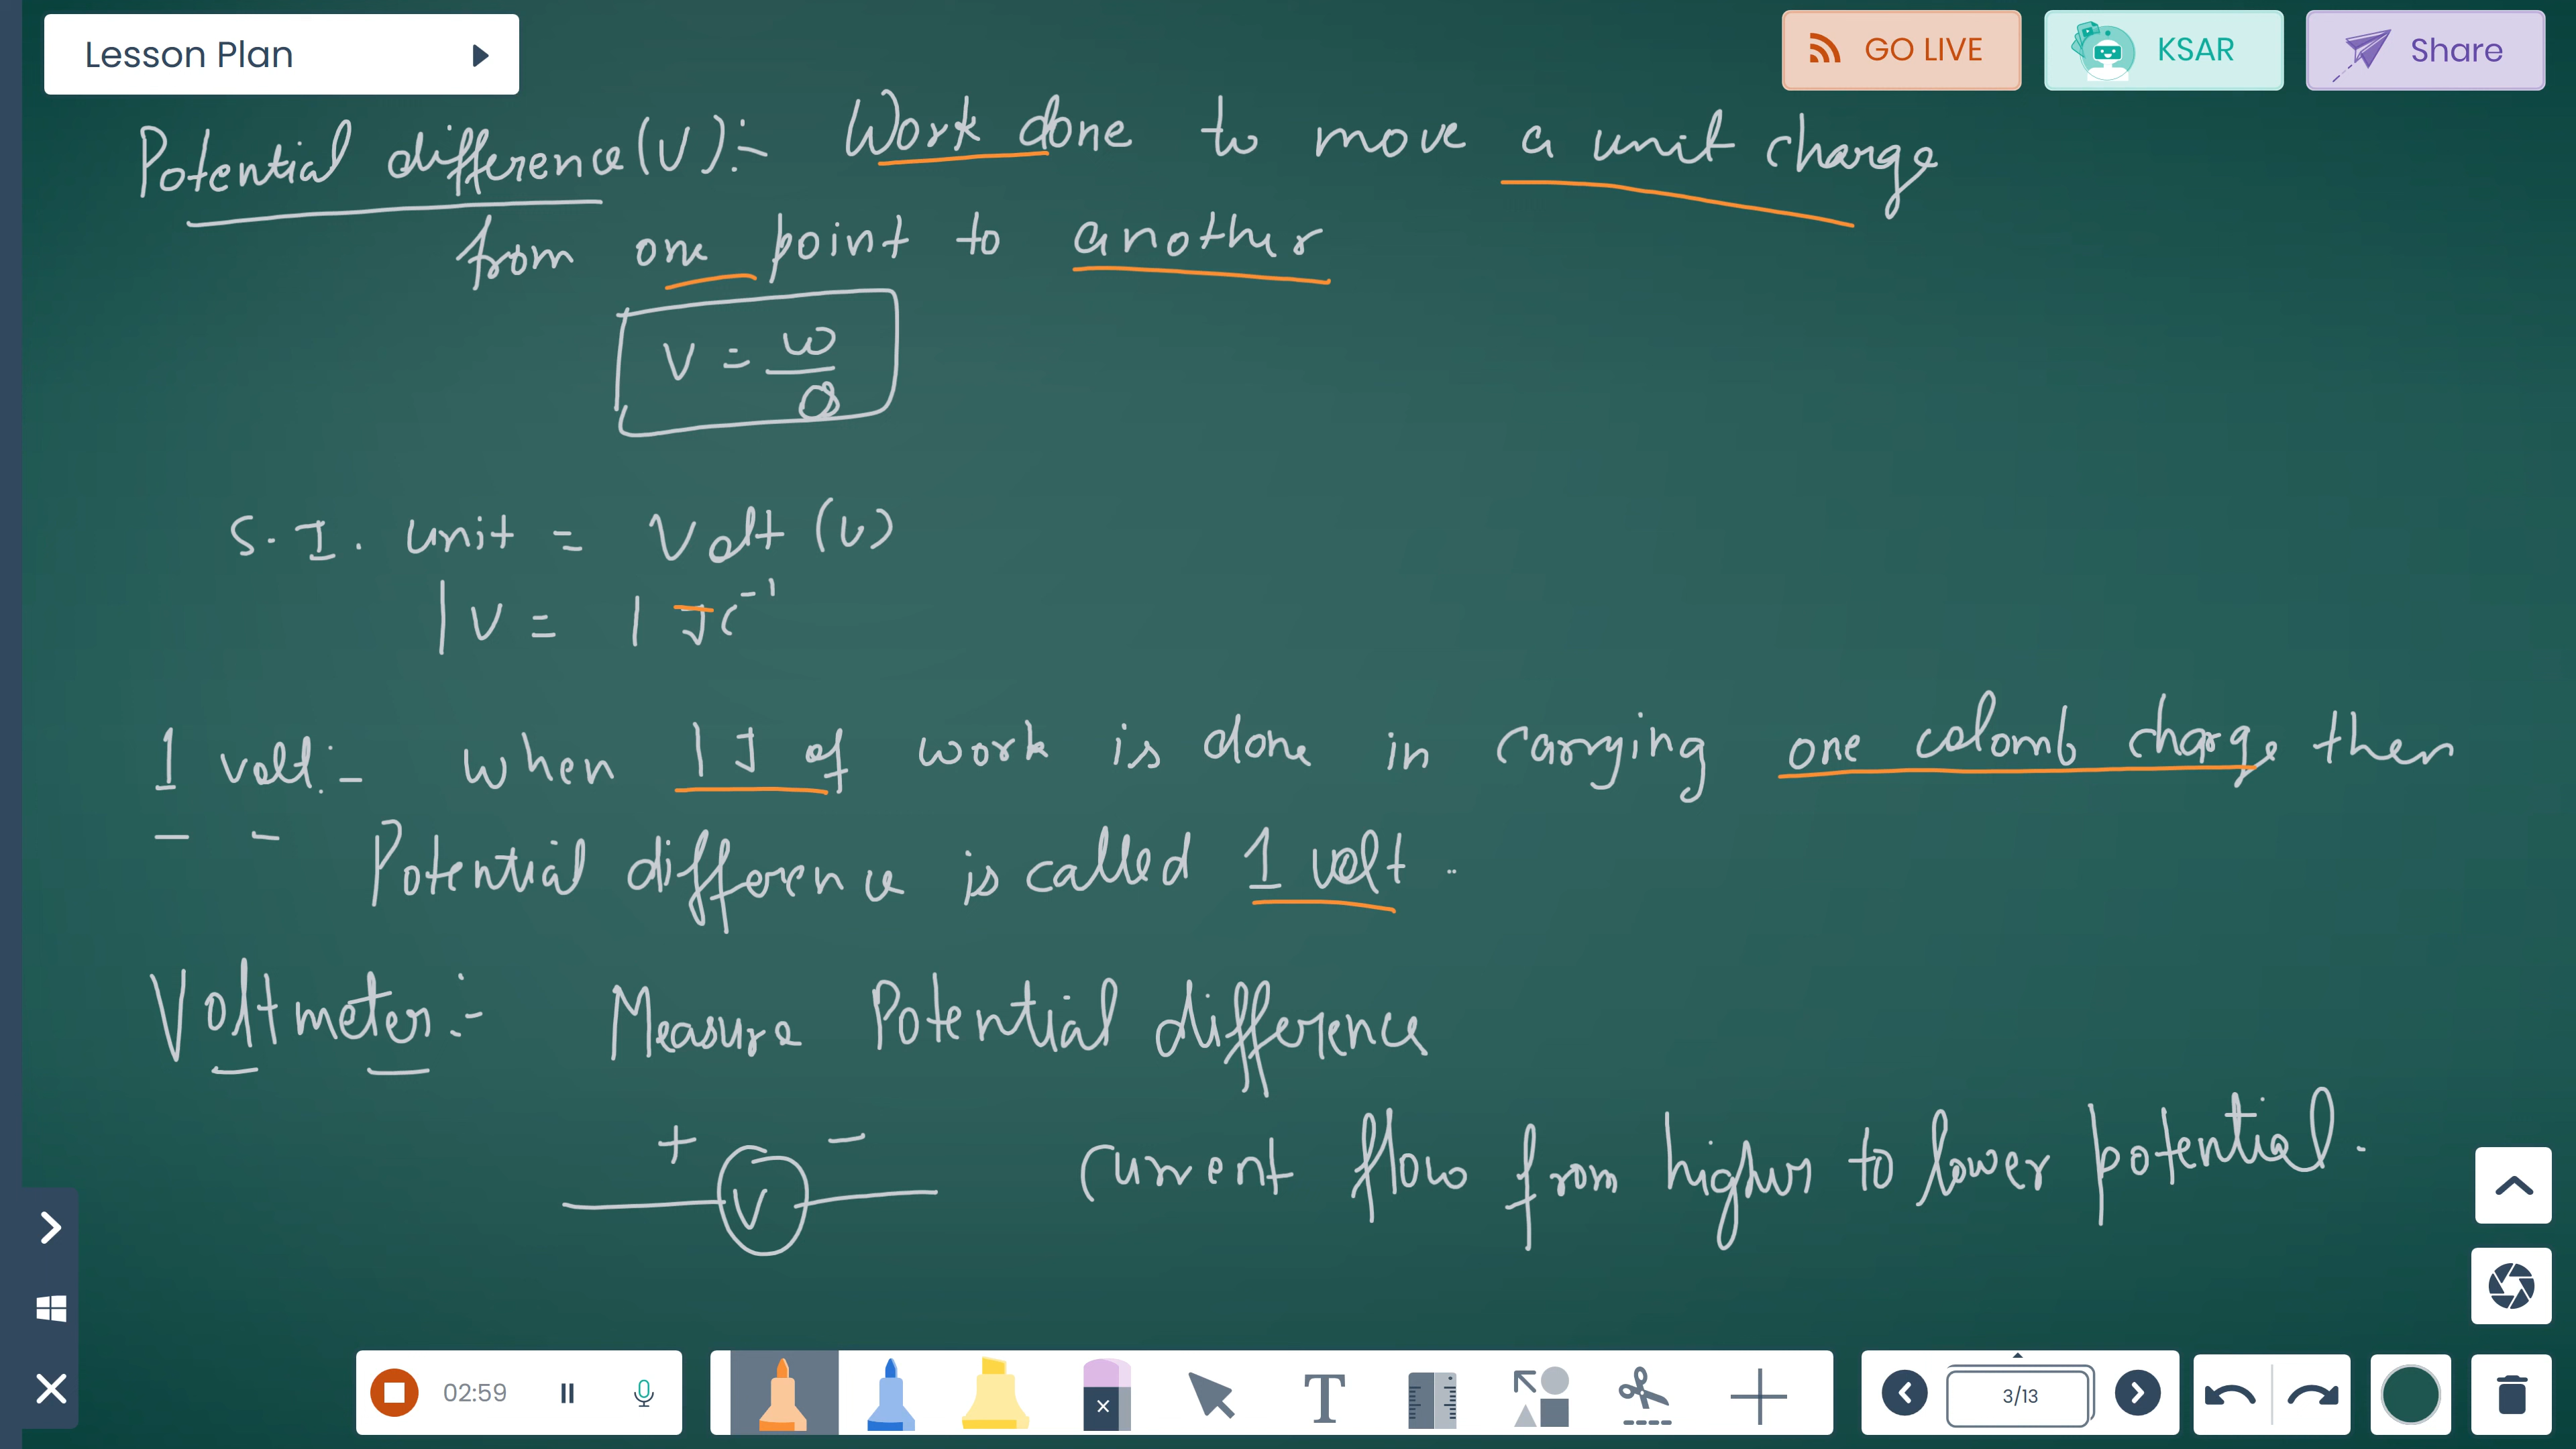 Lesson Plan
GO LIVE
KSAR
Share
Potential difference (V):- Work done to move a unit charge
from one point to another
V = W/Q
S.I. unit = Volt (V)
1 V = 1 JC⁻¹
1 volt:- when 1 J of work is done in carrying one colomb charge then
Potential difference is called 1 volt.
Voltmeter:- Measure Potential difference
+ -
V
Current flow from higher to lower potential.
02:59
T
3/13